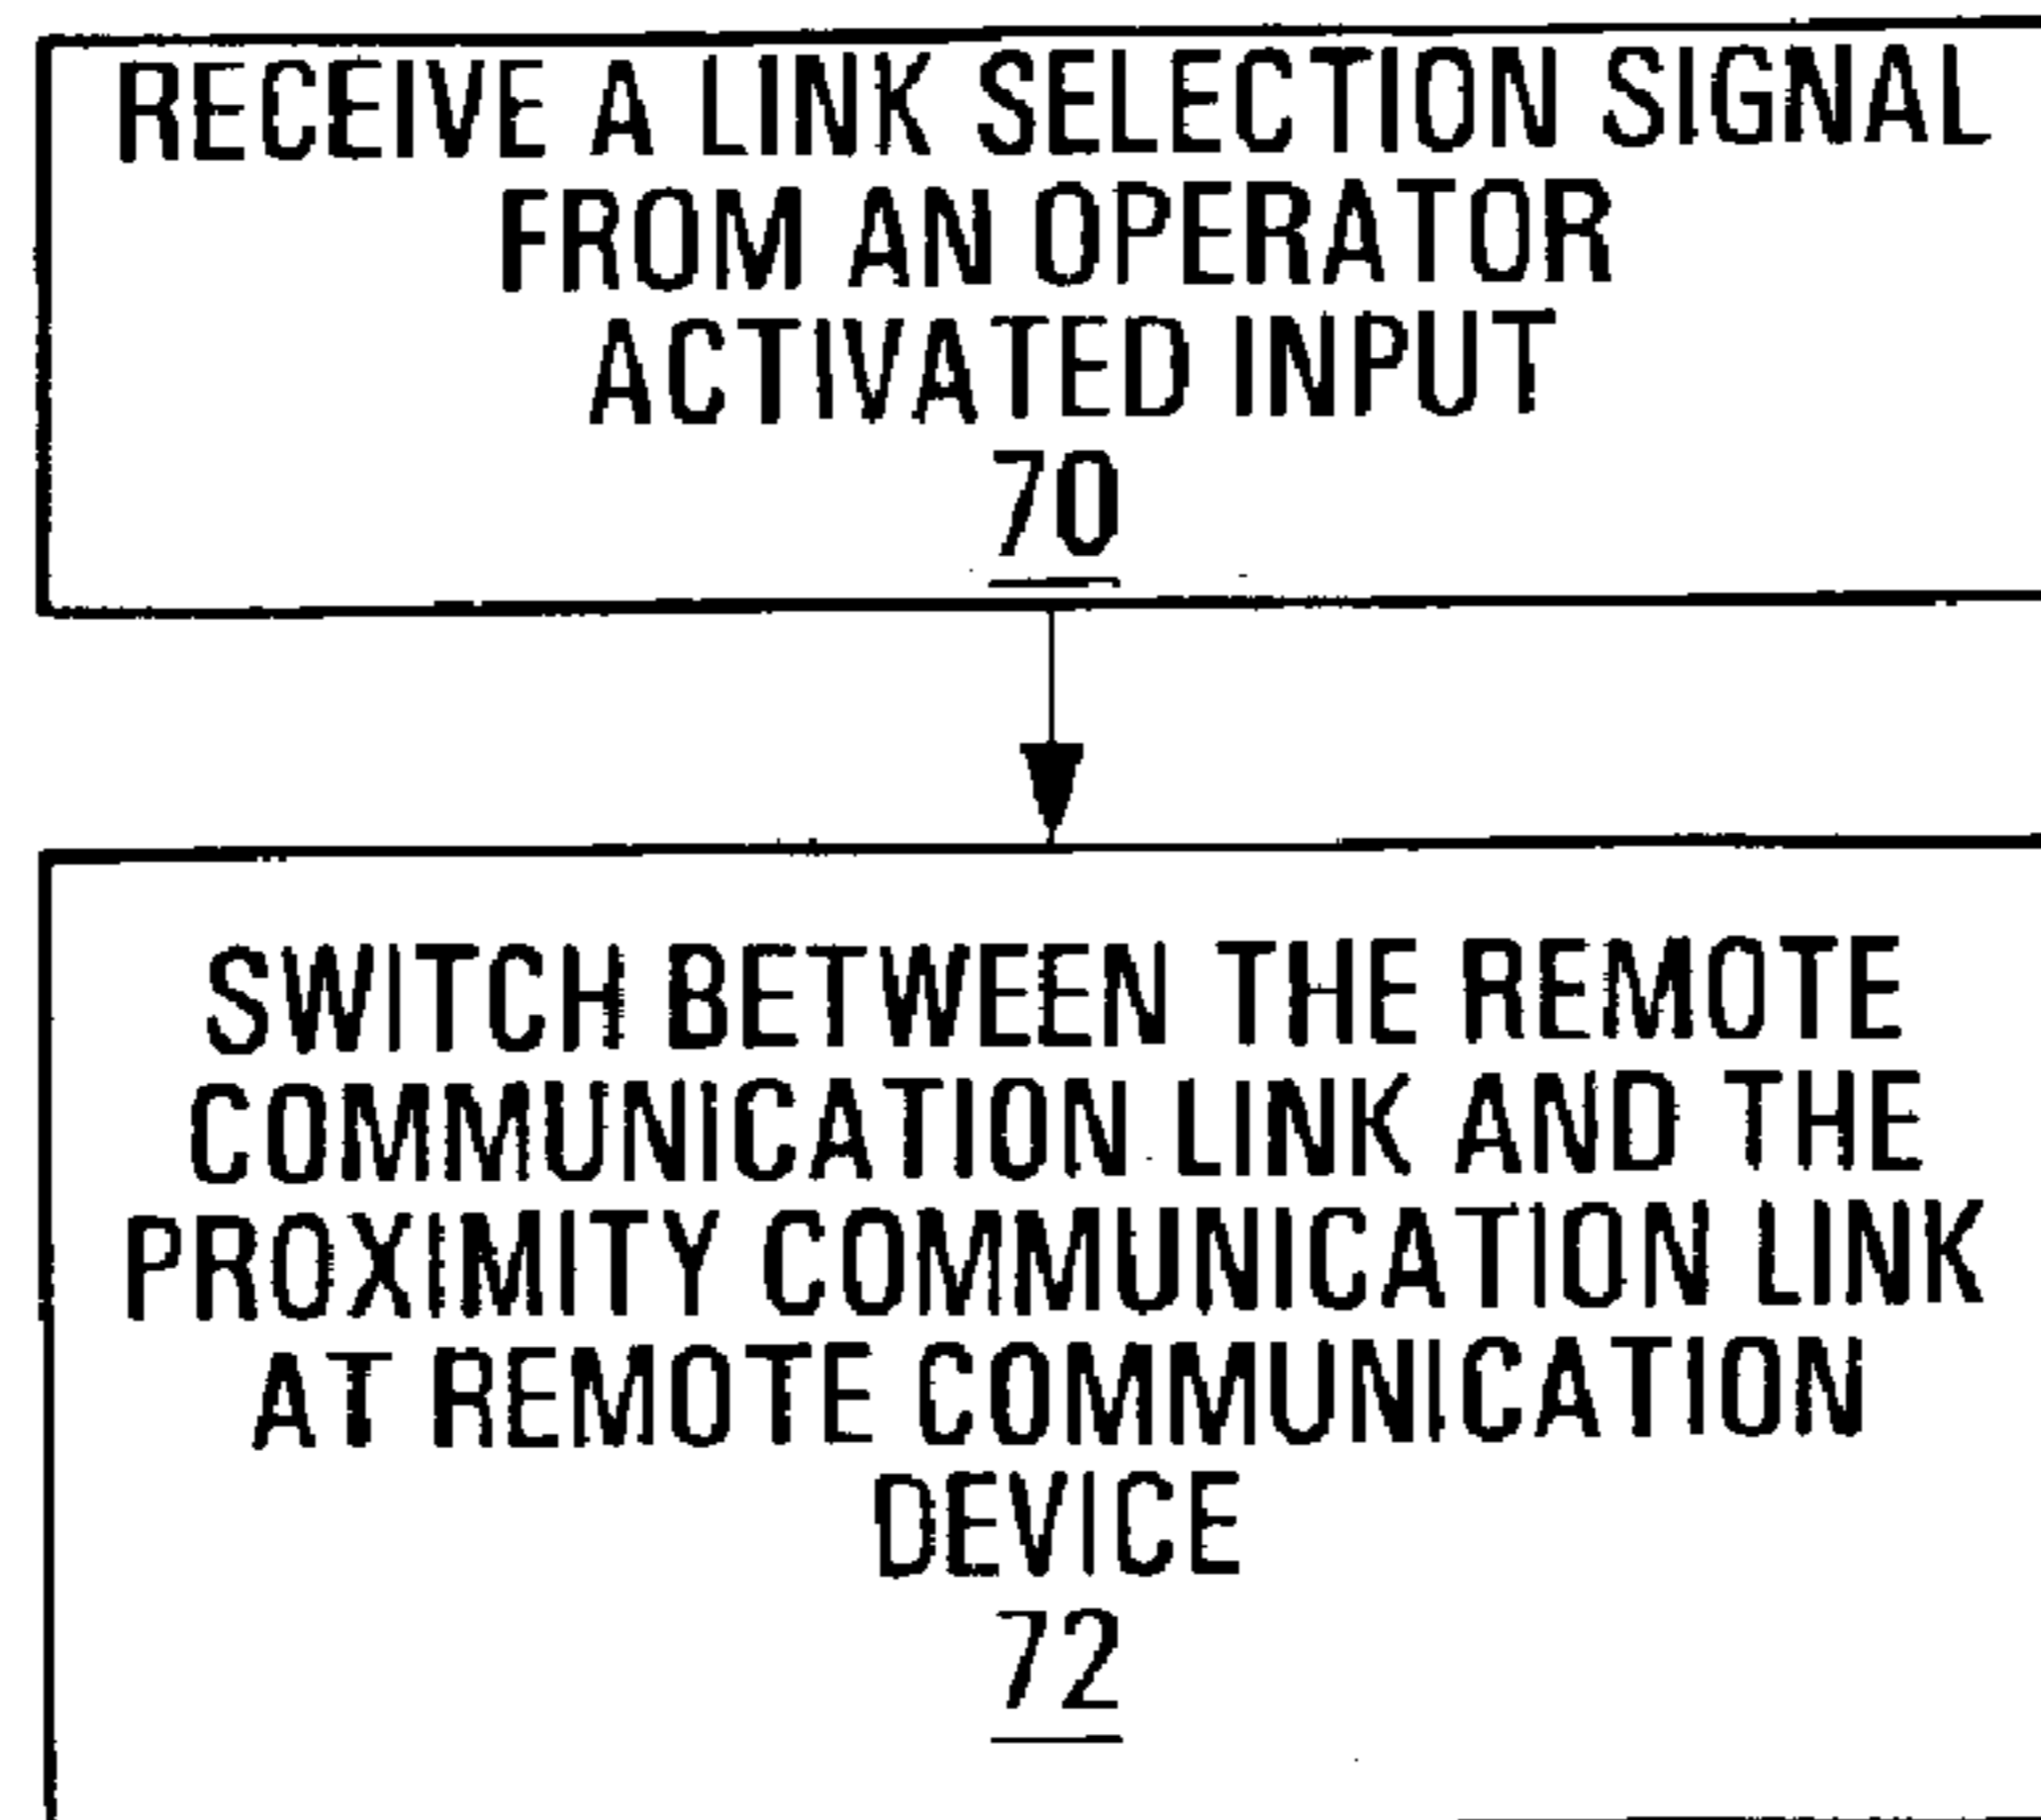 RECEIVE A LINK SELECTION SIGNAL
FROM AN OPERATOR
ACTIVATED INPUT
70
SWITCH BETWEEN THE REMOTE
COMMUNICATION LINK AND THE
PROXIMITY COMMUNICATION LINK
AT REMOTE COMMUNICATION
DEVICE
72